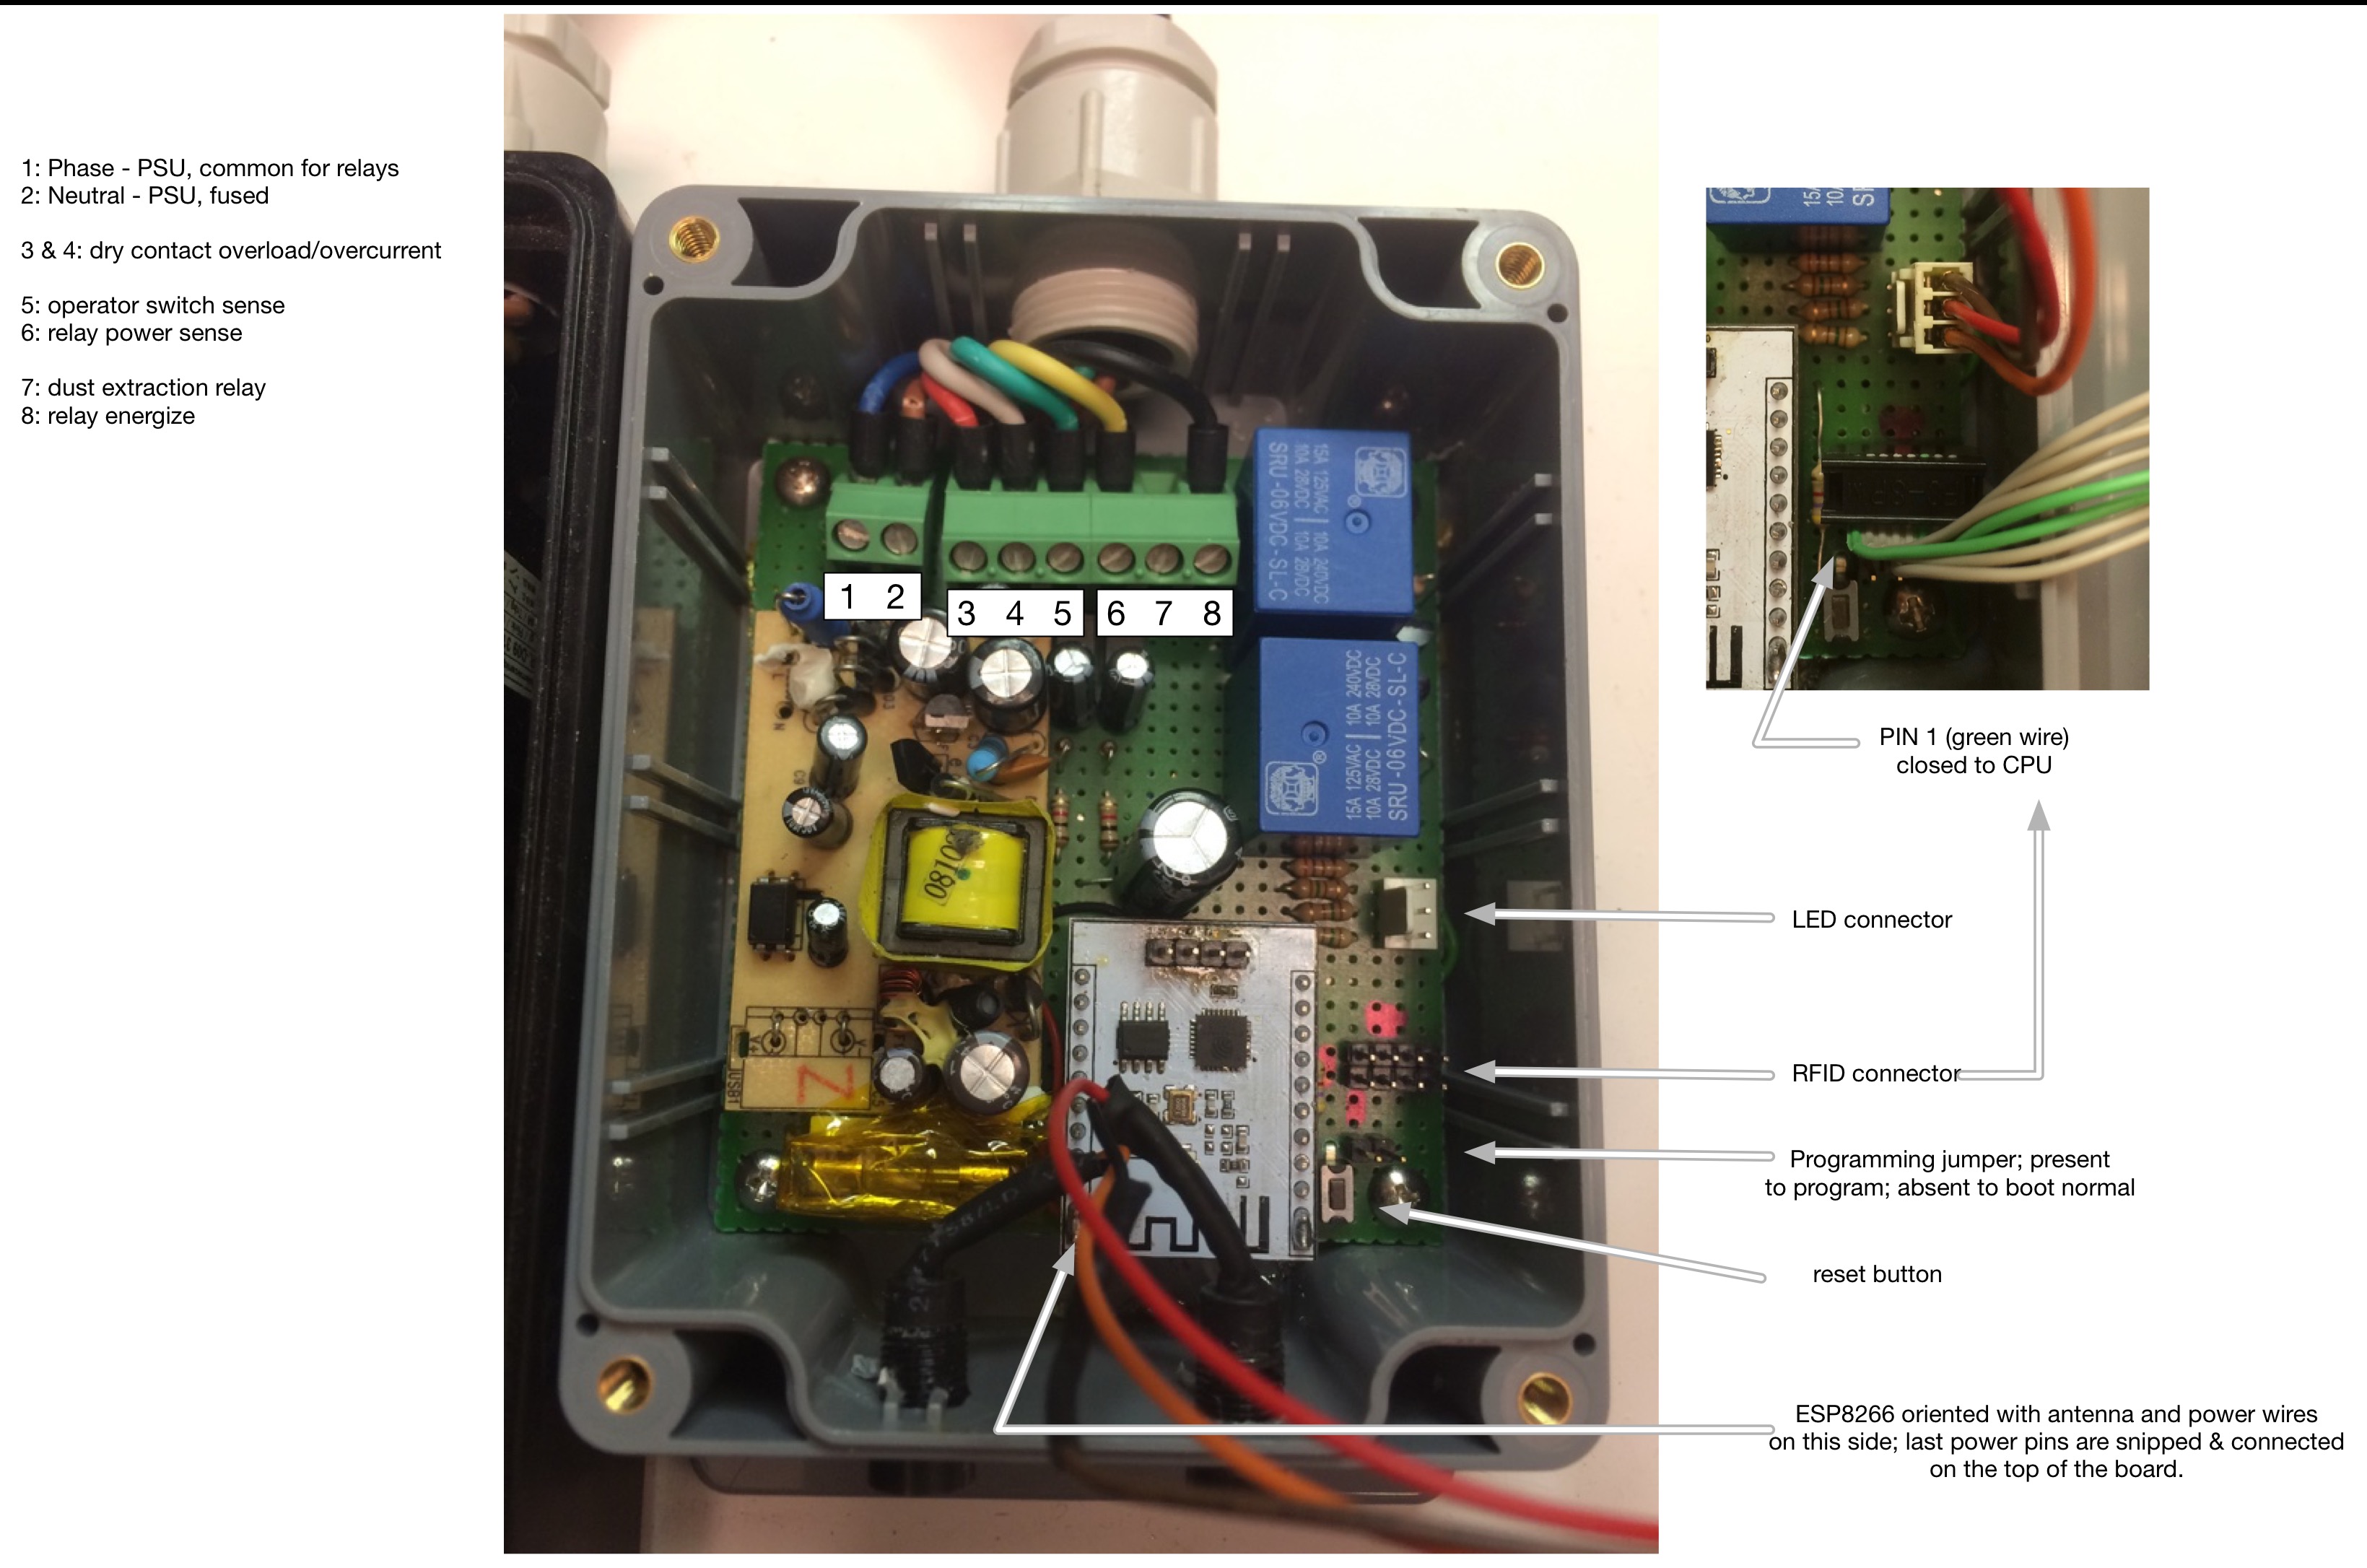 1: Phase - PSU, common for relays
2: Neutral - PSU, fused
3 & 4: dry contact overload/overcurrent
5: operator switch sense
6: relay power sense
7: dust extraction relay
8: relay energize
1 2
3 4 5
6 7 8
15A 125VAC 10A 240VDC
10A 28VDC 10A 28VDC
SRU-06VDC-SL-C
15A 125VAC 10A 240VDC
10A 28VDC 10A 28VDC
SRU-06VDC-SL-C
N
USB1
15A
10A
PIN 1 (green wire)
closed to CPU
LED connector
RFID connector
Programming jumper; present
to program; absent to boot normal
reset button
ESP8266 oriented with antenna and power wires
on this side; last power pins are snipped & connected
on the top of the board.